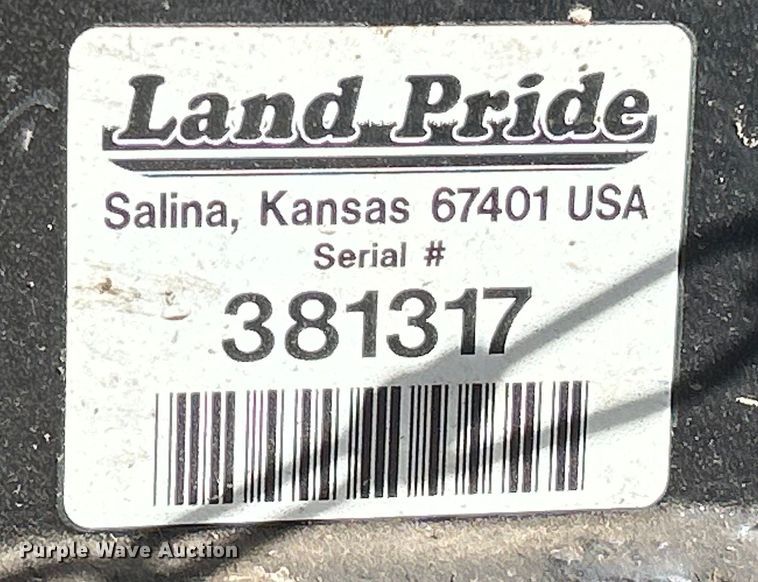 Land Pride
Salina, Kansas 67401 USA
Serial #
381317
Purple Wave Auction